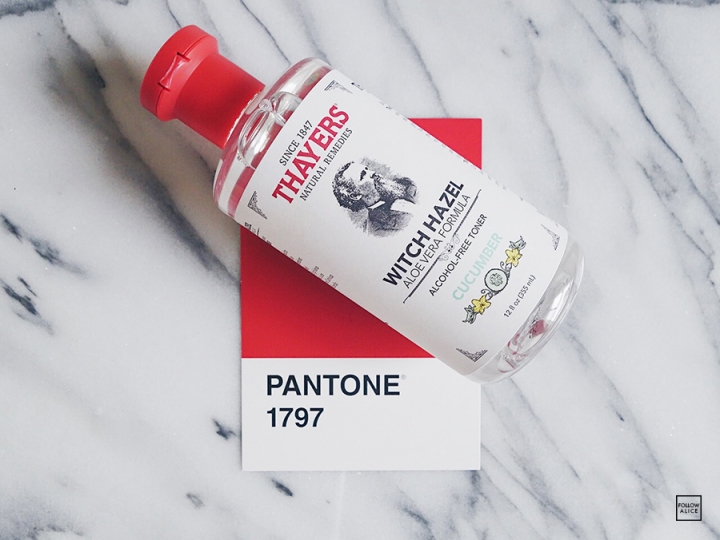 SINCE 1847
THAYERS
NATURAL REMEDIES
WITCH HAZEL
ALOE VERA FORMULA
ALCOHOL-FREE TONER
CUCUMBER
12 fl oz (355 mL)
PANTONE®
1797
FOLLOW
ALICE